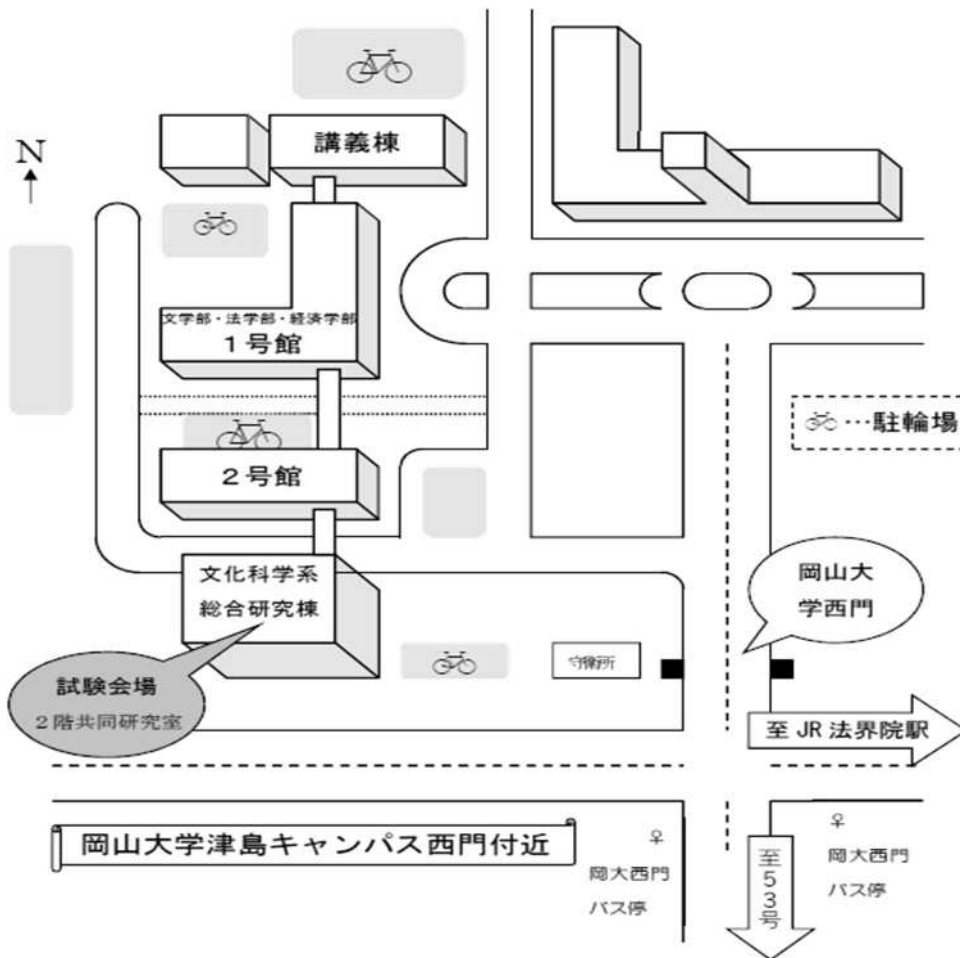 N
講義棟
文学部・法学部・経済学部
1号館
…駐輪場
2号館
文化科学系
総合研究棟
岡山大
学西門
守衛所
試験会場
2階共同研究室
至 JR 法界院駅
岡山大学津島キャンパス西門付近
岡大西門
バス停
至53号
岡大西門
バス停